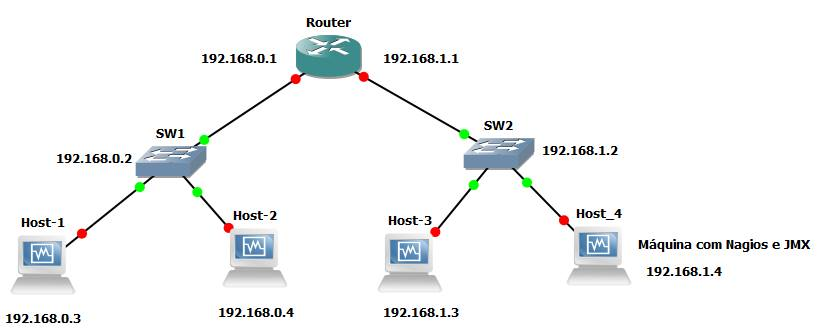 Router
192.168.0.1
192.168.1.1
SW1
SW2
192.168.0.2
192.168.1.2
Host-1
Host-2
Host-3
Host_4
Máquina com Nagios e JMX
192.168.1.4
192.168.0.3
192.168.0.4
192.168.1.3